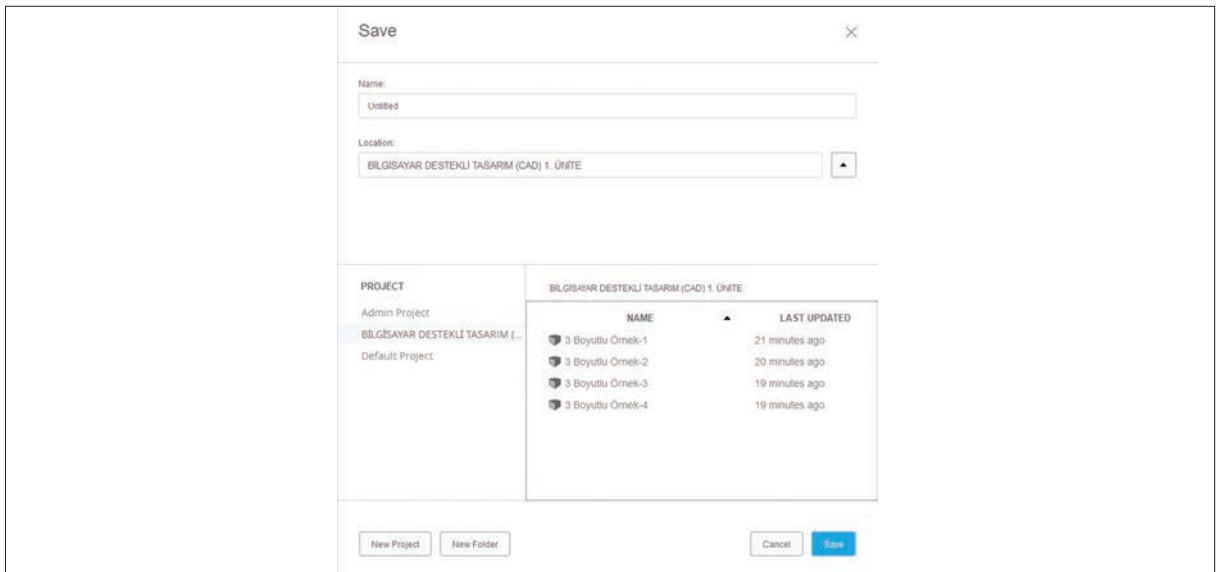 Save
Name:
Untitled
Location:
BİLGİSAYAR DESTEKLİ TASARIM (CAD) 1. ÜNİTE
PROJECT
Admin Project
BİLGİSAYAR DESTEKLİ TASARIM (...
Default Project
BİLGİSAYAR DESTEKLİ TASARIM (CAD) 1. ÜNİTE
NAME LAST UPDATED
3 Boyutlu Örnek-1 21 minutes ago
3 Boyutlu Örnek-2 20 minutes ago
3 Boyutlu Örnek-3 19 minutes ago
3 Boyutlu Örnek-4 19 minutes ago
New Project New Folder Cancel Save